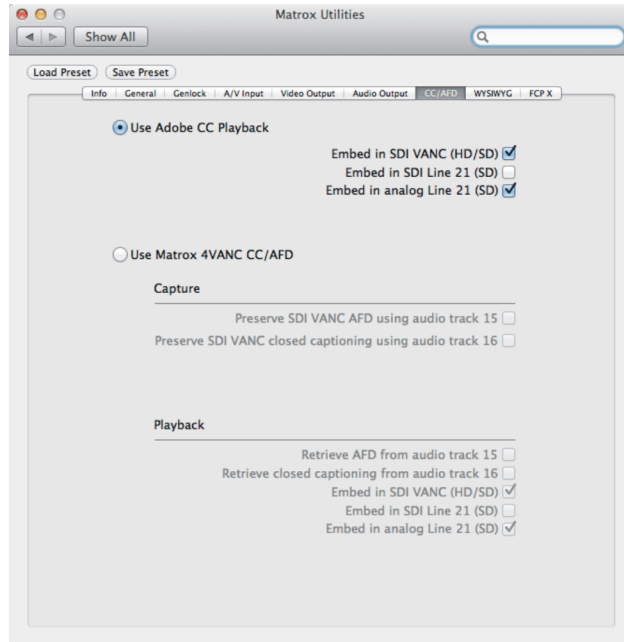 Matrox Utilities
Show All
Load Preset Save Preset
Info General Genlock A/V Input Video Output Audio Output CC/AFD WYSIWYG FCP X
Use Adobe CC Playback
Embed in SDI VANC (HD/SD)
Embed in SDI Line 21 (SD)
Embed in analog Line 21 (SD)
Use Matrox 4VANC CC/AFD
Capture
Preserve SDI VANC AFD using audio track 15
Preserve SDI VANC closed captioning using audio track 16
Playback
Retrieve AFD from audio track 15
Retrieve closed captioning from audio track 16
Embed in SDI VANC (HD/SD)
Embed in SDI Line 21 (SD)
Embed in analog Line 21 (SD)